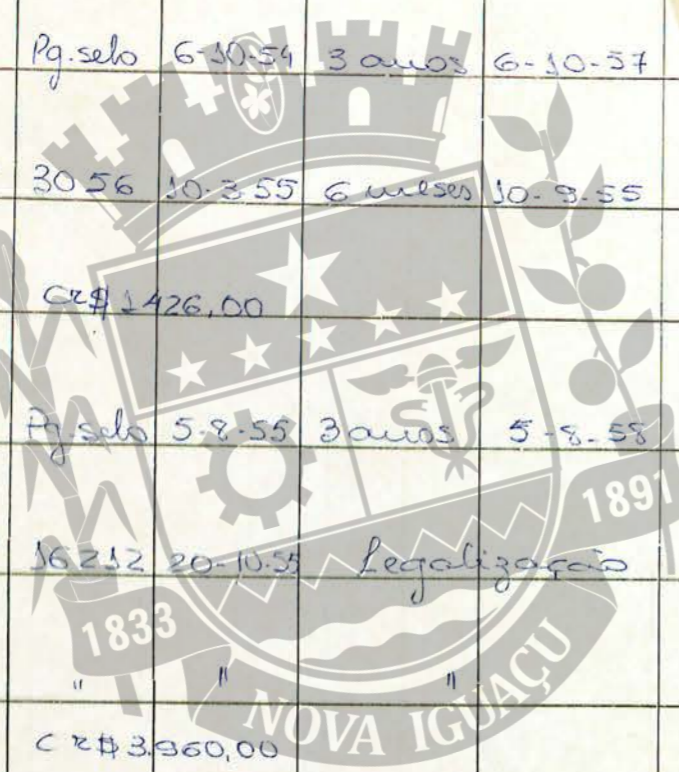 Pg. selo 6-10-54 3 anos 6-10-57
3056 10-3-55 6 meses 10-9-55
CR$ 1426,00
Pg. selo 5-8-55 3 anos 5-8-58
16212 20-10-55 Legalização
" " "
CR$ 3.960,00
1833
1891
NOVA IGUAÇU